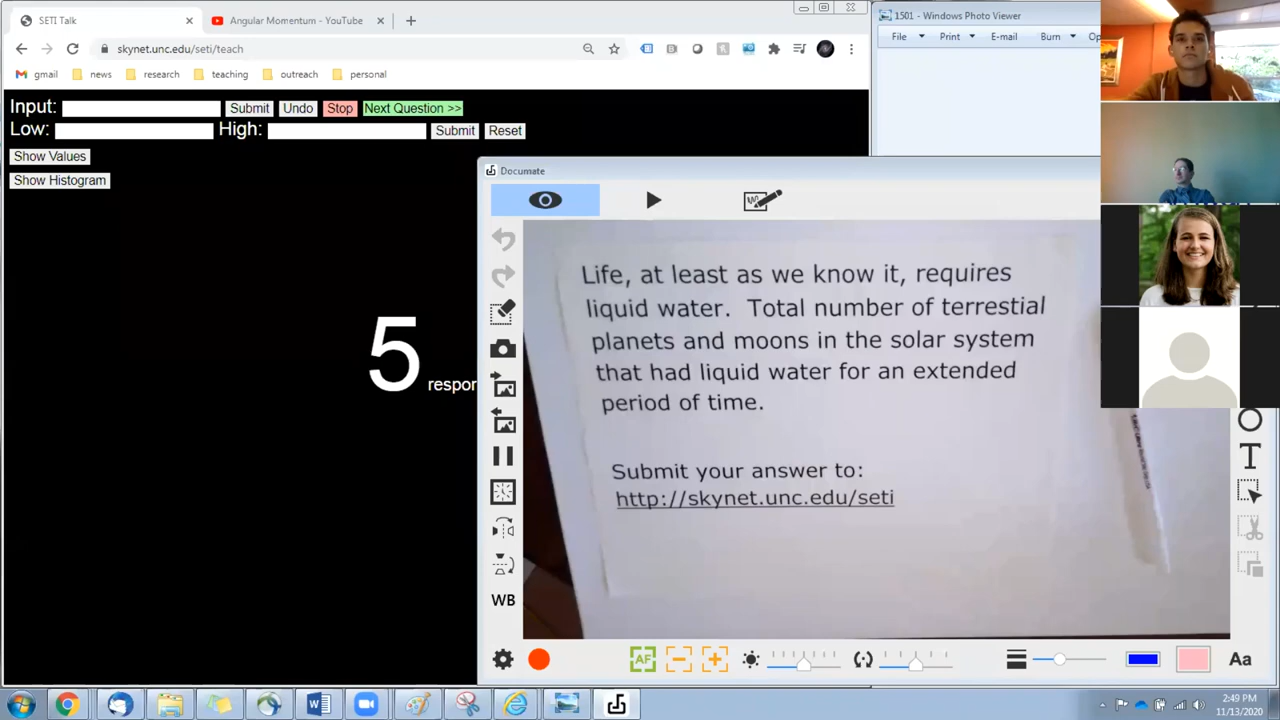 SETI Talk
Angular Momentum - YouTube
1501 - Windows Photo Viewer
skynet.unc.edu/seti/teach
File Print E-mail Burn
gmail news research teaching outreach personal
Input: Submit Undo Stop Next Question >>
Low: High: Submit Reset
Show Values
Show Histogram
Documate
5
Life, at least as we know it, requires
liquid water. Total number of terrestial
planets and moons in the solar system
that had liquid water for an extended
period of time.
Submit your answer to:
http://skynet.unc.edu/seti
T
WB
AF
Aa
2:49 PM
11/13/2020